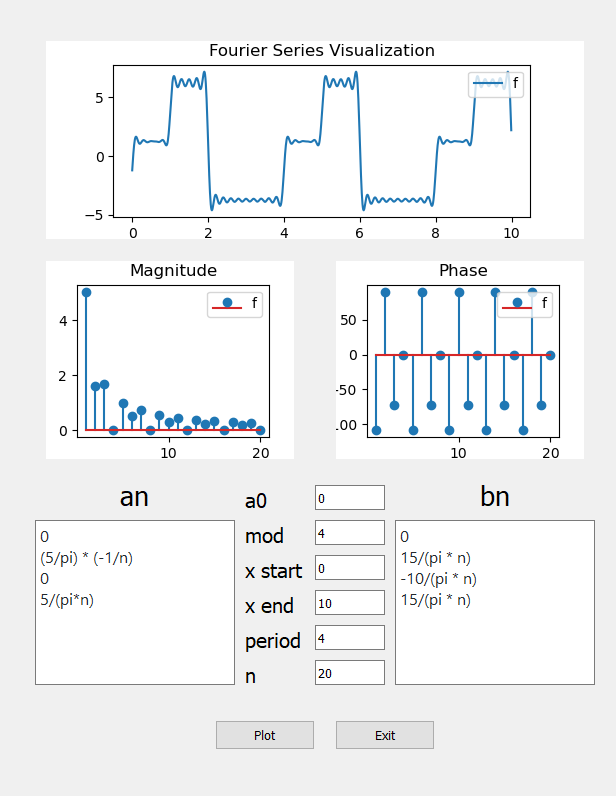 Fourier Series Visualization
5
0
−5
f
0 2 4 6 8 10
Magnitude
4
2
0
f
10 20
Phase
50
0
-50
.00
f
10 20
an
0
(5/pi) * (-1/n)
0
5/(pi*n)
a0 0
mod 4
x start 0
x end 10
period 4
n 20
bn
0
15/(pi * n)
-10/(pi * n)
15/(pi * n)
Plot
Exit